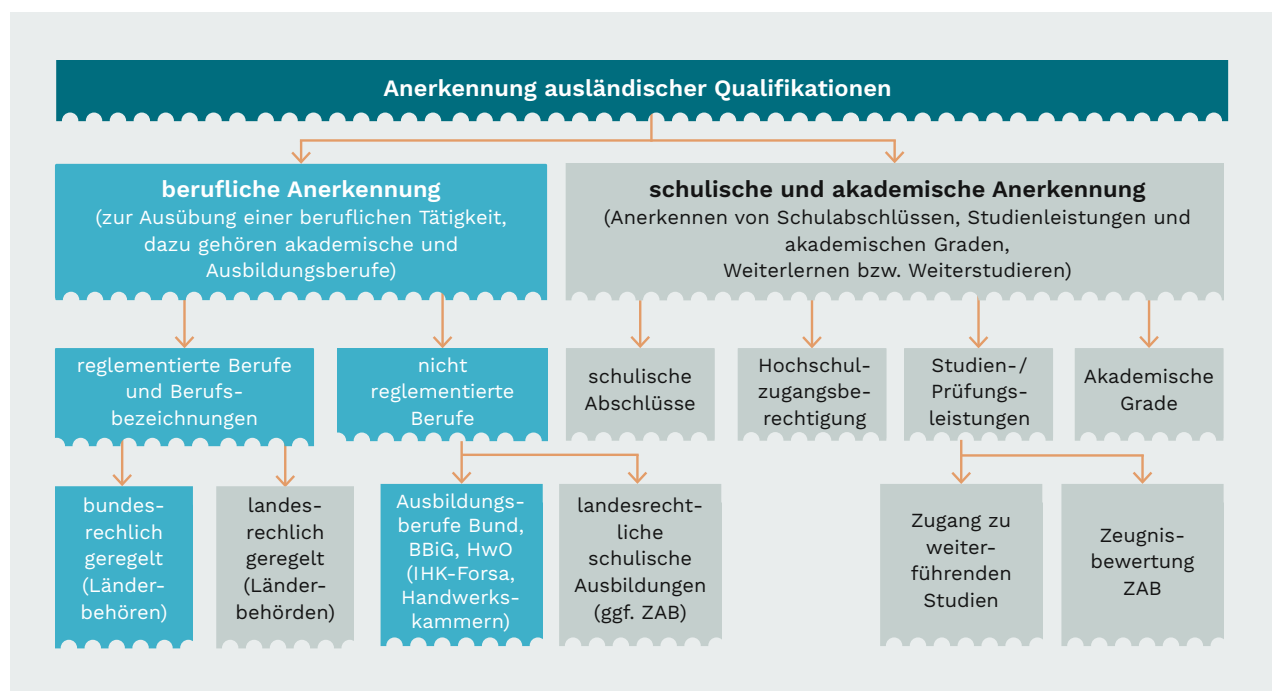 Anerkennung ausländischer Qualifikationen
berufliche Anerkennung
(zur Ausübung einer beruflichen Tätigkeit,
dazu gehören akademische und
Ausbildungsberufe)
schulische und akademische Anerkennung
(Anerkennen von Schulabschlüssen, Studienleistungen und
akademischen Graden,
Weiterlernen bzw. Weiterstudieren)
reglementierte Berufe
und Berufs-
bezeichnungen
nicht
reglementierte
Berufe
schulische
Abschlüsse
Hochschul-
zugangsbe-
rechtigung
Studien-/
Prüfungs-
leistungen
Akademische
Grade
bundes-
rechlich
geregelt
(Länder-
behören)
landes-
rechlich
geregelt
(Länder-
behörden)
Ausbildungs-
berufe Bund,
BBiG, HwO
(IHK-Forsa,
Handwerks-
kammern)
landesrecht-
liche
schulische
Ausbildungen
(ggf. ZAB)
Zugang zu
weiter-
führenden
Studien
Zeugnis-
bewertung
ZAB